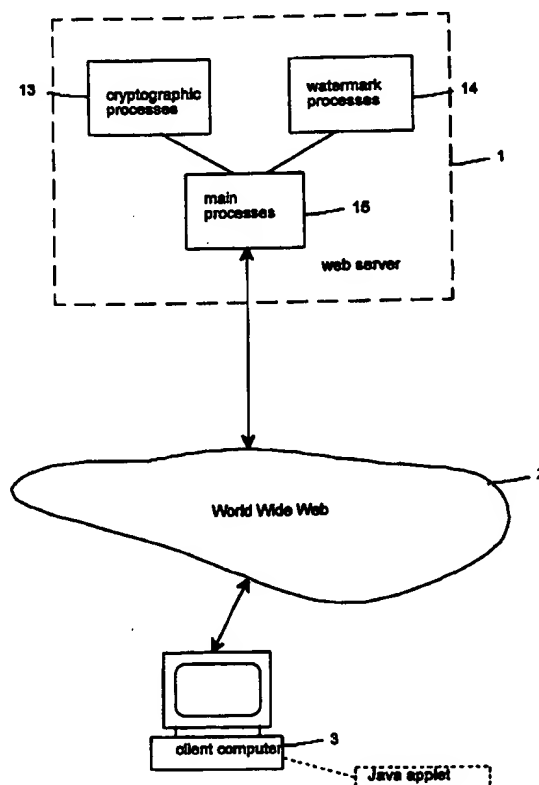 13
cryptographic
processes
watermark
processes
14
1
main
processes
15
web server
2
World Wide Web
client computer
3
Java applet